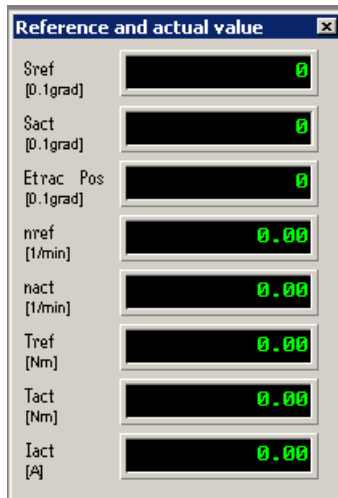 Reference and actual value
Sref 0
[0.1grad]
Sact 0
[0.1grad]
Etrac Pos 0
[0.1grad]
nref 0.00
[1/min]
nact 0.00
[1/min]
Tref 0.00
[Nm]
Tact 0.00
[Nm]
Iact 0.00
[A]